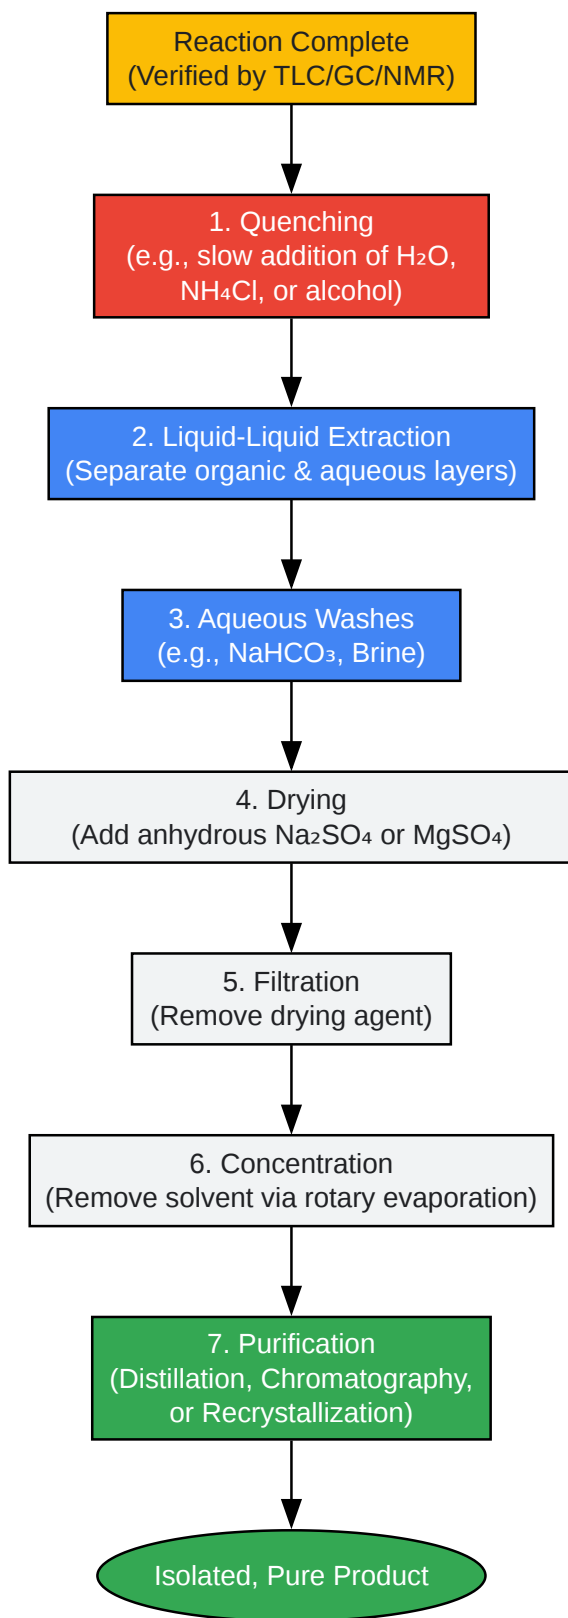 Reaction Complete
(Verified by TLC/GC/NMR)
1. Quenching
(e.g., slow addition of H₂O,
NH₄Cl, or alcohol)
2. Liquid-Liquid Extraction
(Separate organic & aqueous layers)
3. Aqueous Washes
(e.g., NaHCO₃, Brine)
4. Drying
(Add anhydrous Na₂SO₄ or MgSO₄)
5. Filtration
(Remove drying agent)
6. Concentration
(Remove solvent via rotary evaporation)
7. Purification
(Distillation, Chromatography,
or Recrystallization)
Isolated, Pure Product